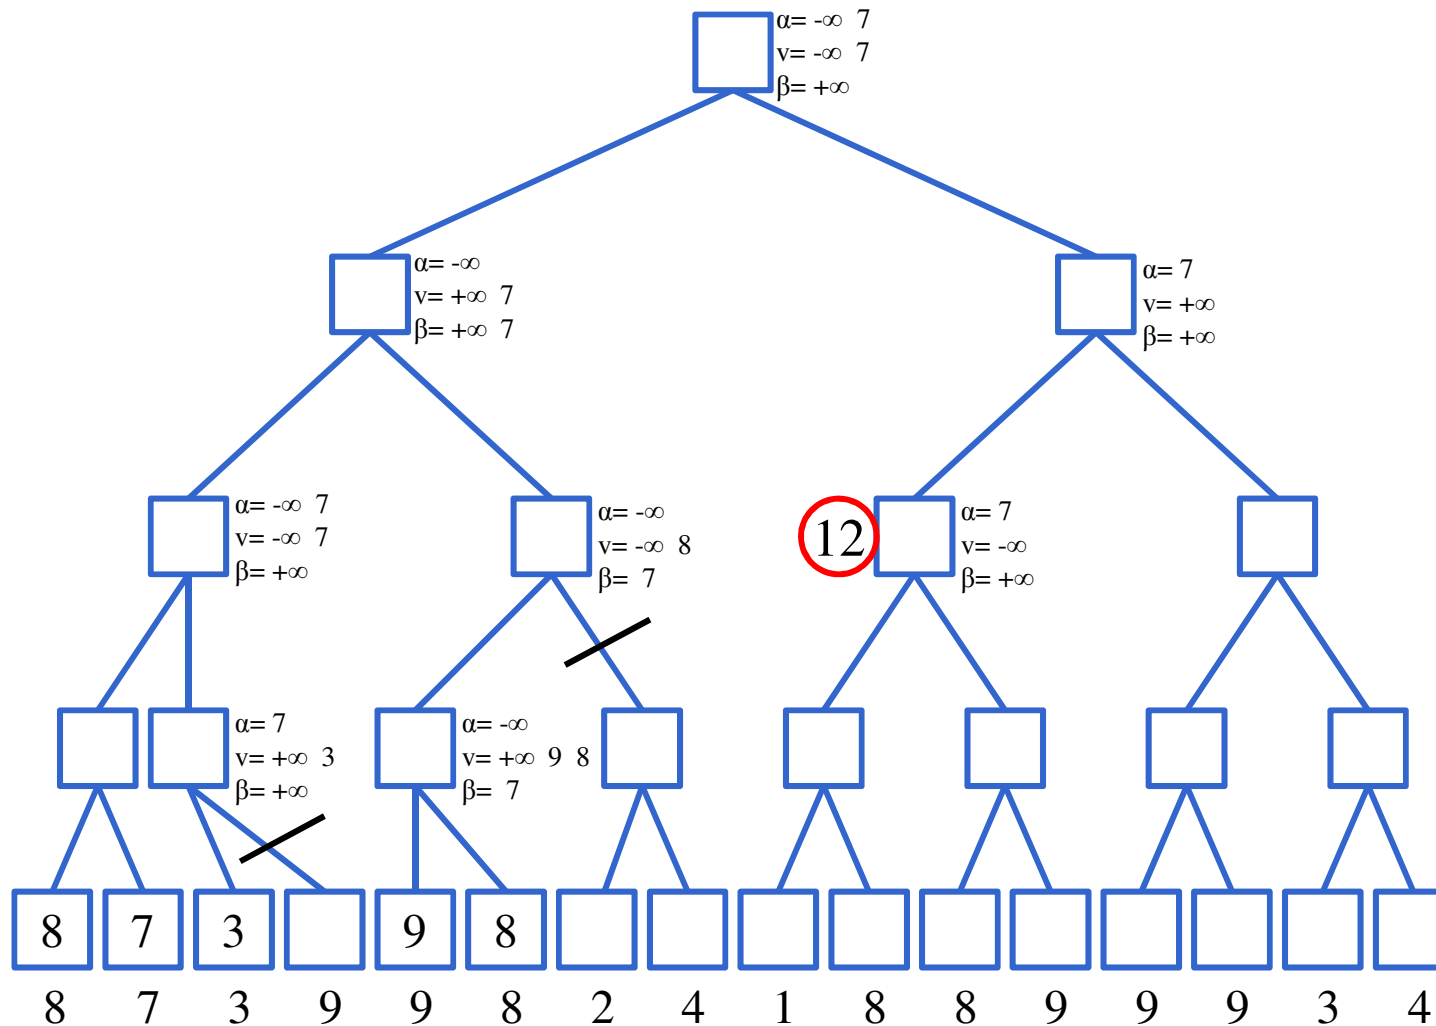 α= -∞ 7
v= -∞ 7
β= +∞
α= -∞
v= +∞ 7
β= +∞ 7
α= 7
v= +∞
β= +∞
α= -∞ 7
v= -∞ 7
β= +∞
α= -∞
v= -∞ 8
β= 7
12
α= 7
v= -∞
β= +∞
α= 7
v= +∞ 3
β= +∞
α= -∞
v= +∞ 9 8
β= 7
8 7 3 9 8
8 7 3 9 9 8 2 4 1 8 8 9 9 9 3 4